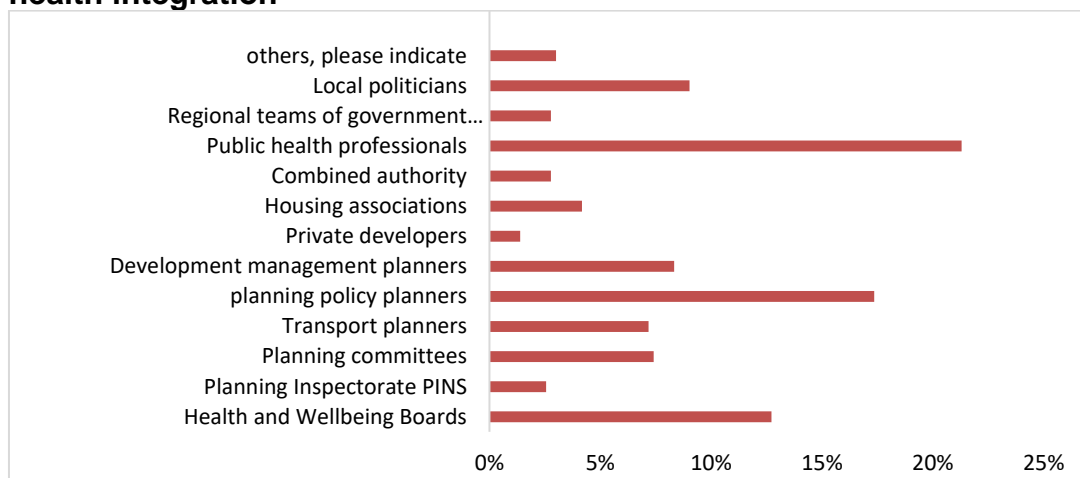 health integration
others, please indicate
Local politicians
Regional teams of government...
Public health professionals
Combined authority
Housing associations
Private developers
Development management planners
planning policy planners
Transport planners
Planning committees
Planning Inspectorate PINS
Health and Wellbeing Boards
0% 5% 10% 15% 20% 25%